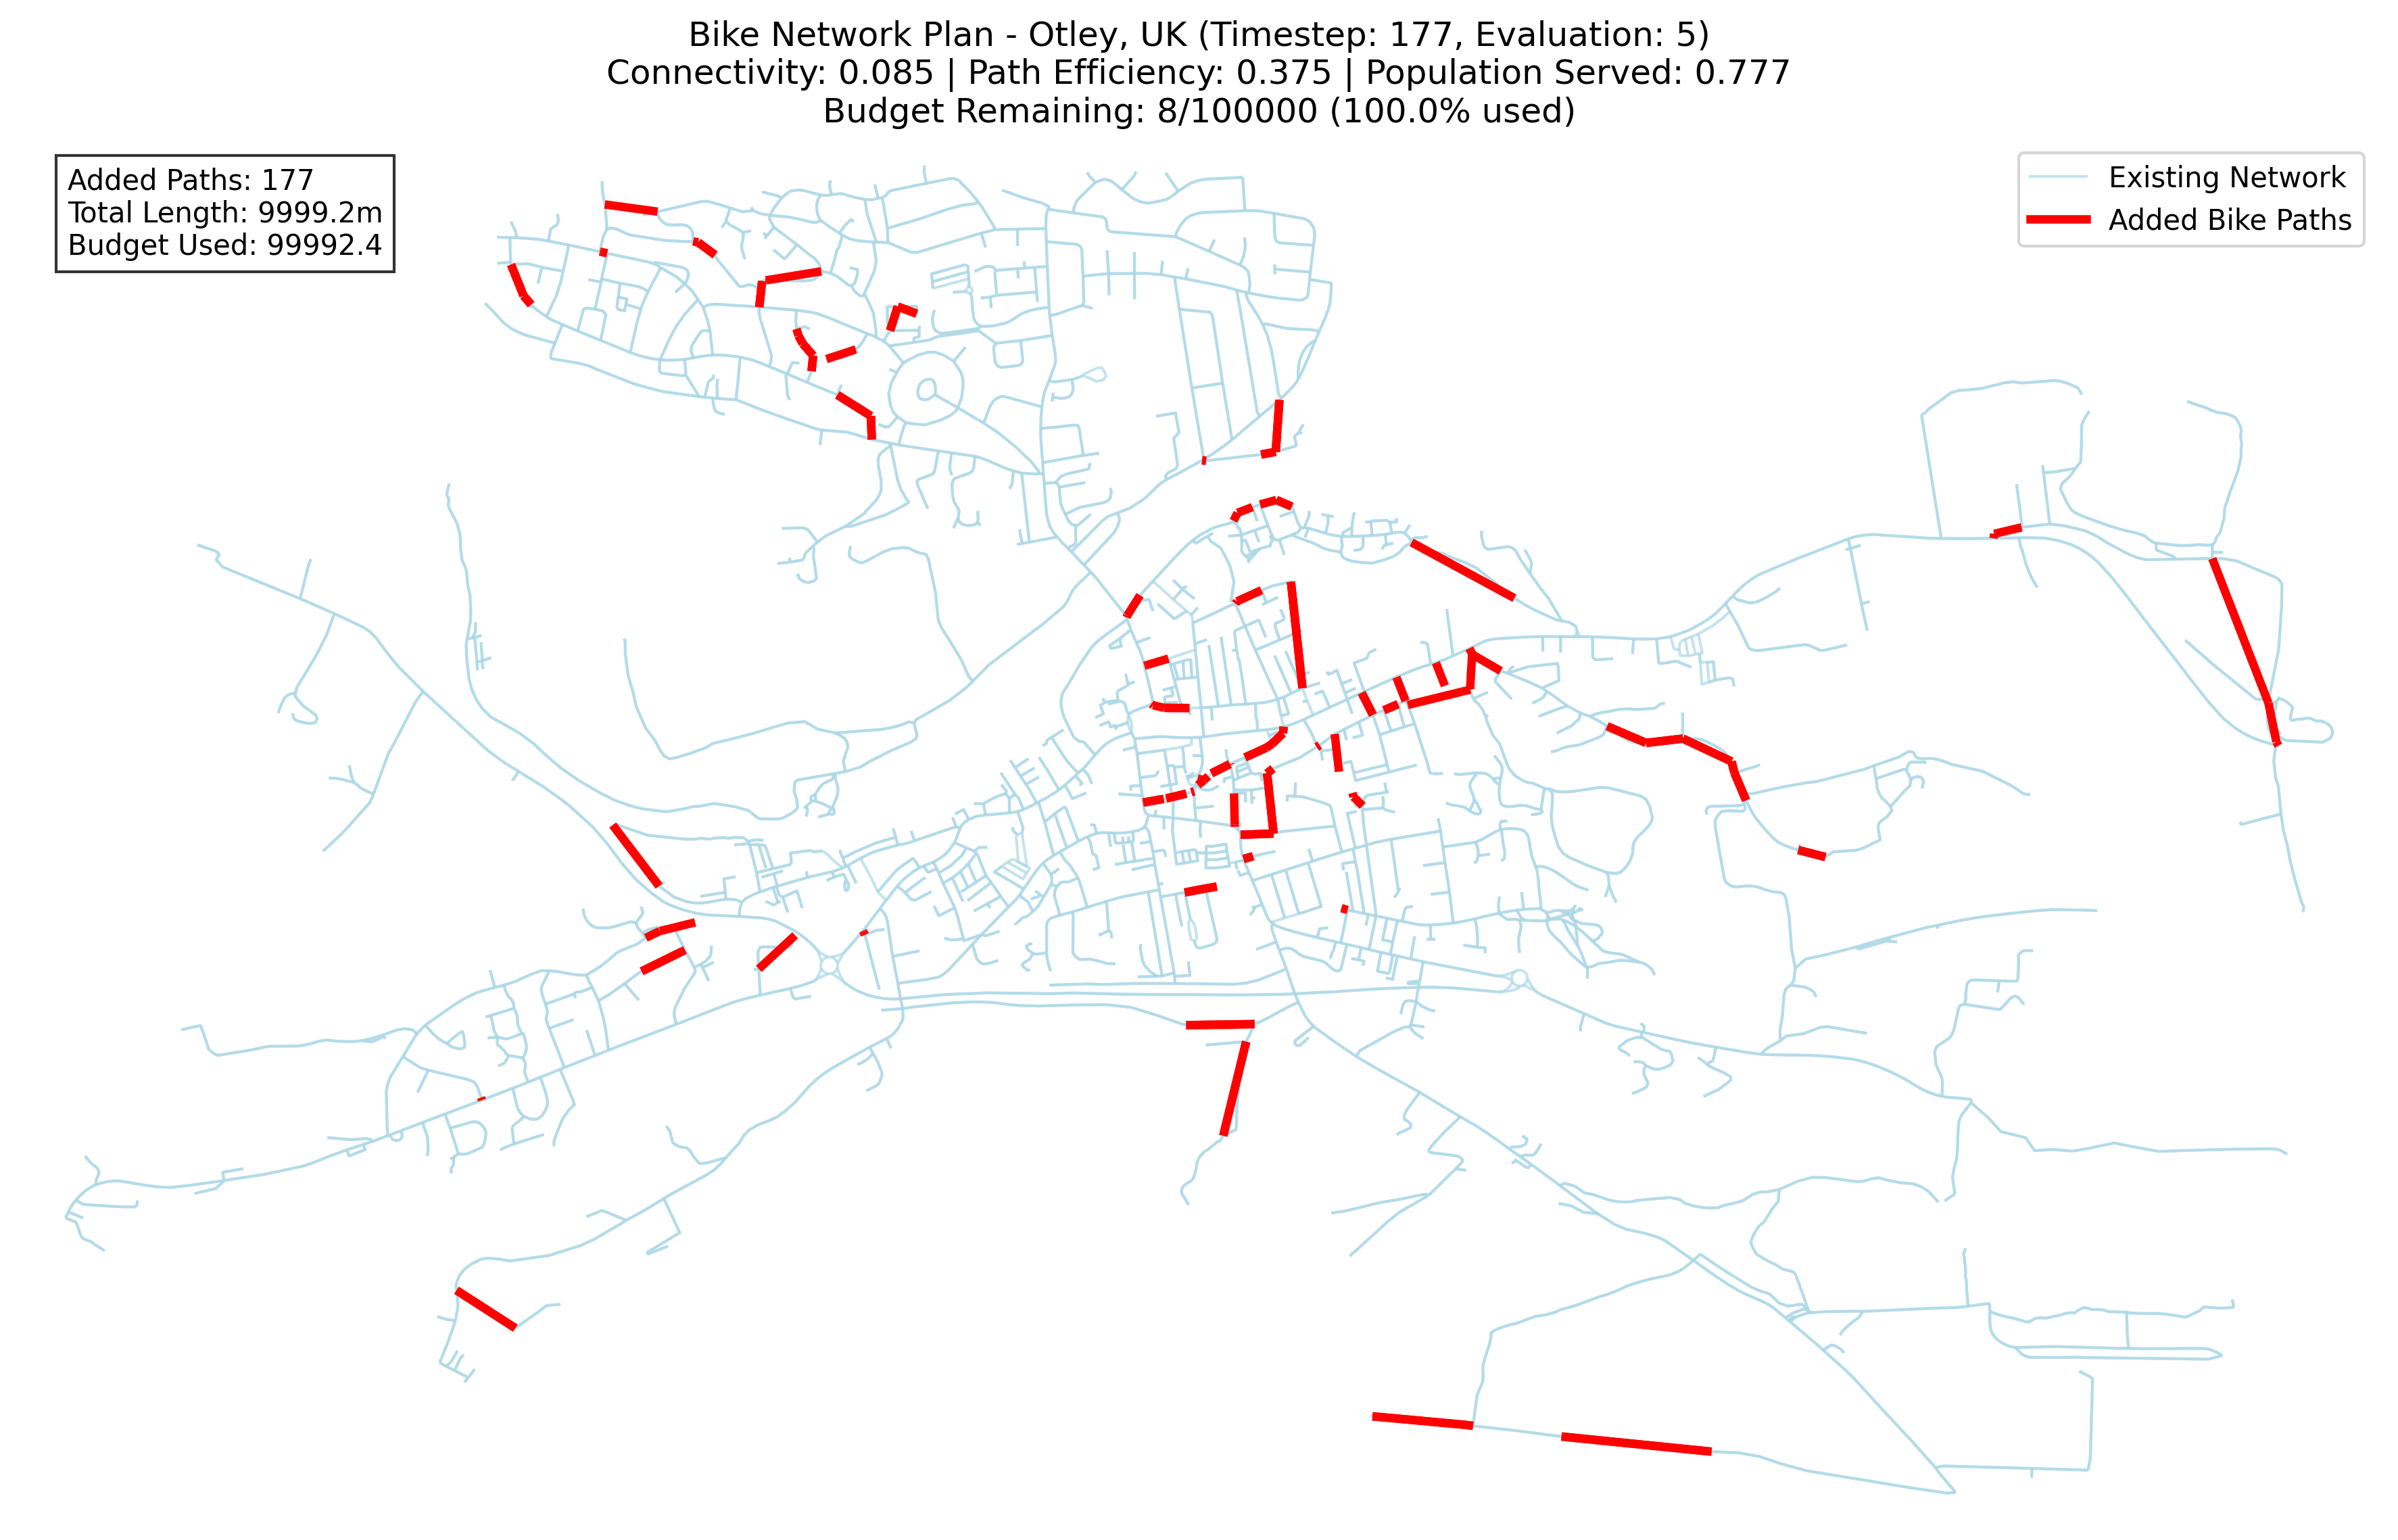 Bike Network Plan - Otley, UK (Timestep: 177, Evaluation: 5)
Connectivity: 0.085 | Path Efficiency: 0.375 | Population Served: 0.777
Budget Remaining: 8/100000 (100.0% used)
Added Paths: 177
Total Length: 9999.2m
Budget Used: 99992.4
Existing Network
Added Bike Paths